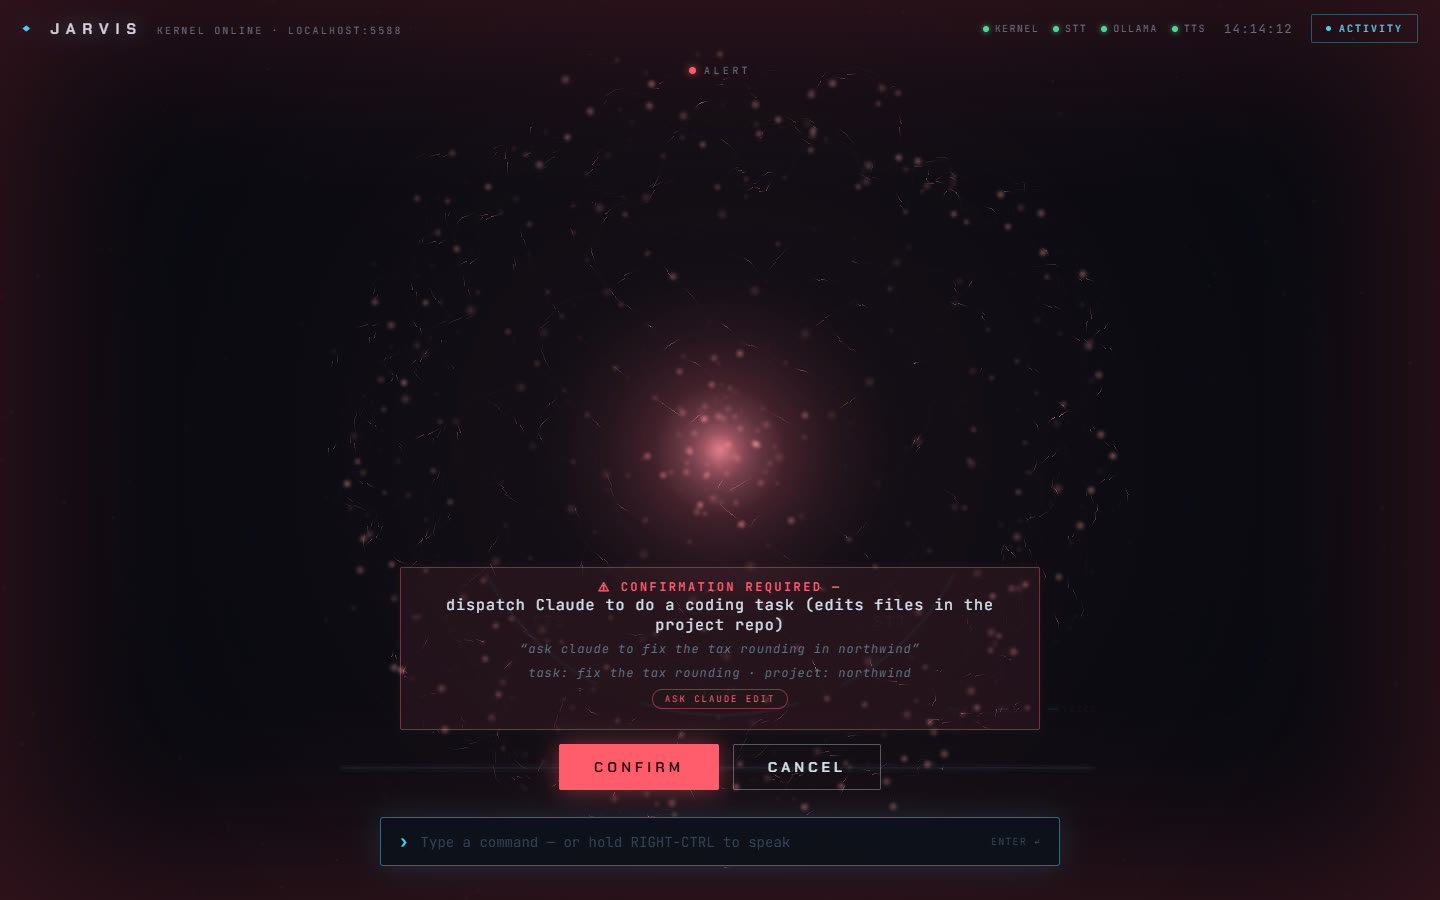 JARVIS KERNEL ONLINE · LOCALHOST:5588
KERNEL STT OLLAMA TTS 14:14:12 ACTIVITY
ALERT
⚠ CONFIRMATION REQUIRED —
dispatch Claude to do a coding task (edits files in the
project repo)
“ask claude to fix the tax rounding in northwind”
task: fix the tax rounding · project: northwind
ASK CLAUDE EDIT
CONFIRM CANCEL
› Type a command — or hold RIGHT-CTRL to speak ENTER ↵